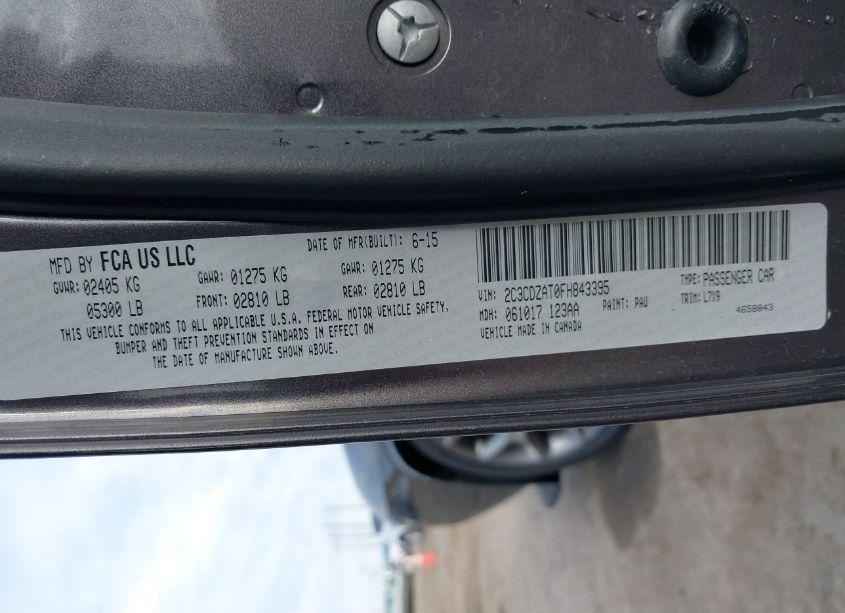 MFD BY FCA US LLC DATE OF MFR(BUILT): 6-15
GVWR: 02405 KG GAWR: 01275 KG GAWR: 01275 KG
05300 LB FRONT: 02810 LB REAR: 02810 LB
THIS VEHICLE CONFORMS TO ALL APPLICABLE U.S.A. FEDERAL MOTOR VEHICLE SAFETY,
BUMPER AND THEFT PREVENTION STANDARDS IN EFFECT ON
THE DATE OF MANUFACTURE SHOWN ABOVE.
VIN: 2C3CDZAT0FH843395 TYPE: PASSENGER CAR
MDH: 061017 123AA PAINT: PAU TRIM: L7X9
VEHICLE MADE IN CANADA 4658843